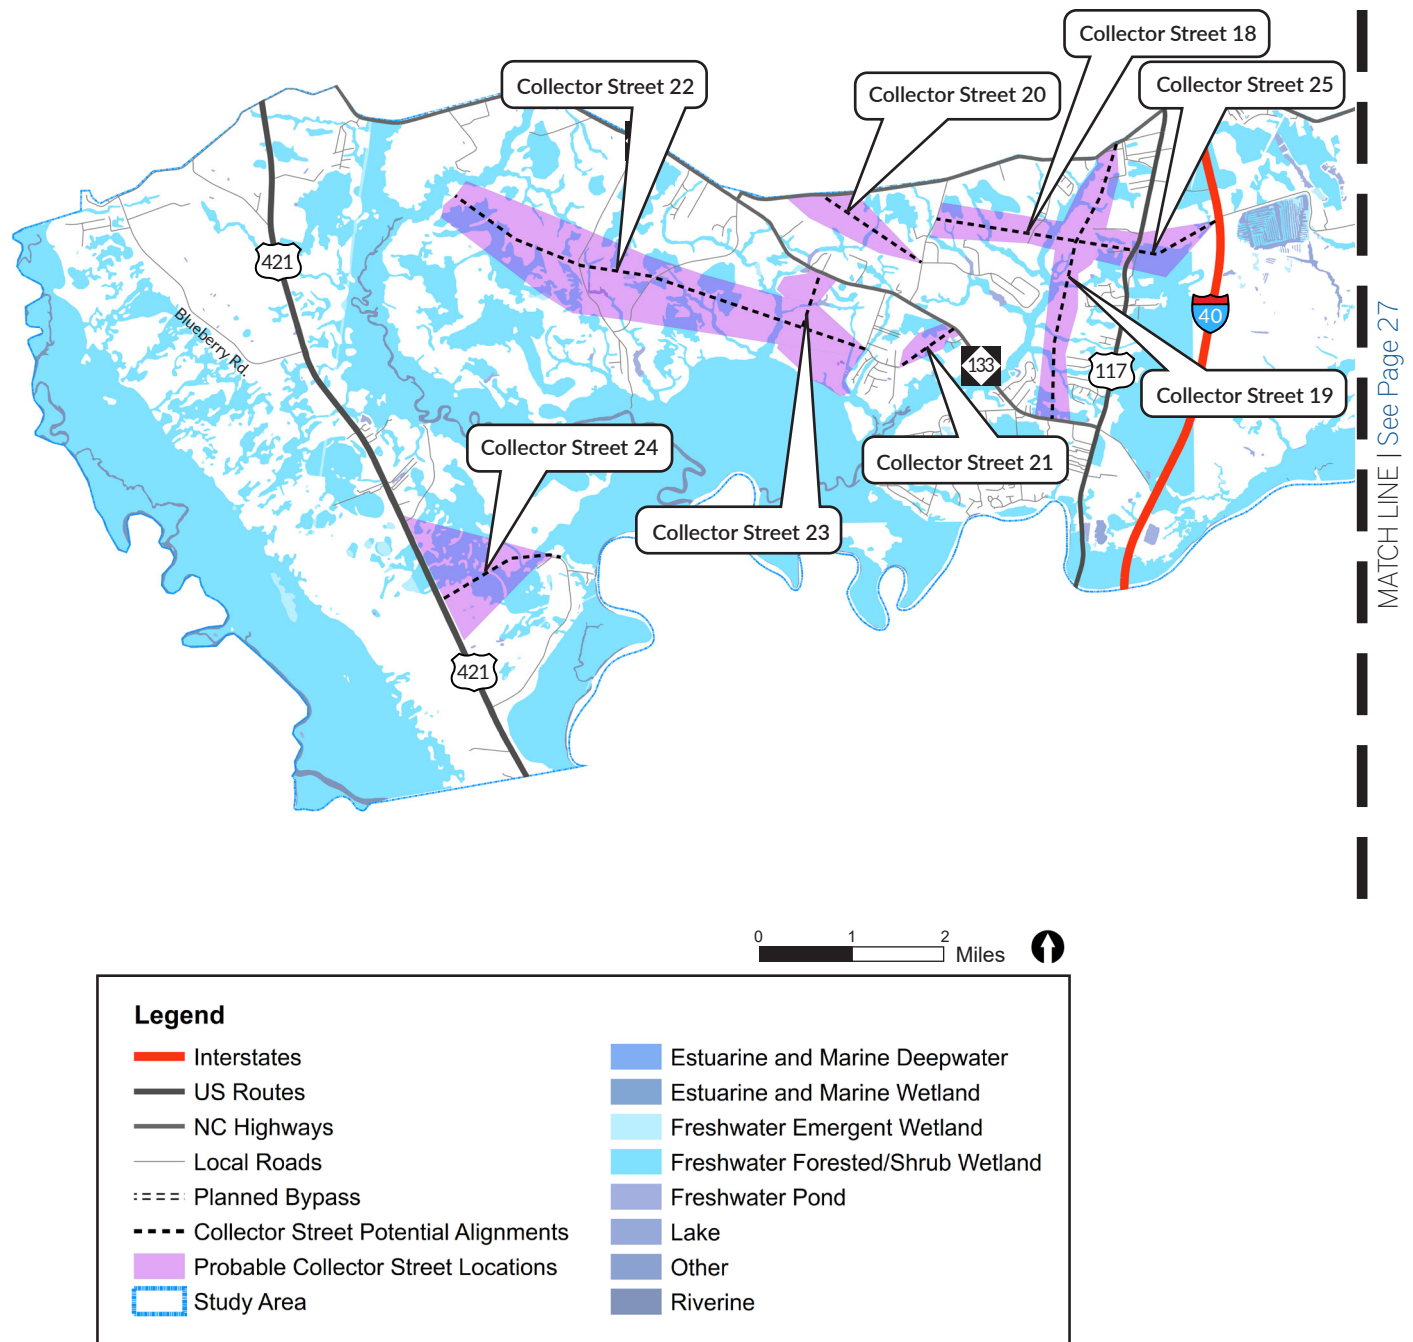 Collector Street 18
Collector Street 22
Collector Street 20
Collector Street 25
421
Blueberry Rd.
40
133
117
Collector Street 19
Collector Street 24
Collector Street 21
Collector Street 23
421
MATCH LINE | See Page 27
0 1 2 Miles
Legend
Interstates
US Routes
NC Highways
Local Roads
Planned Bypass
Collector Street Potential Alignments
Probable Collector Street Locations
Study Area
Estuarine and Marine Deepwater
Estuarine and Marine Wetland
Freshwater Emergent Wetland
Freshwater Forested/Shrub Wetland
Freshwater Pond
Lake
Other
Riverine